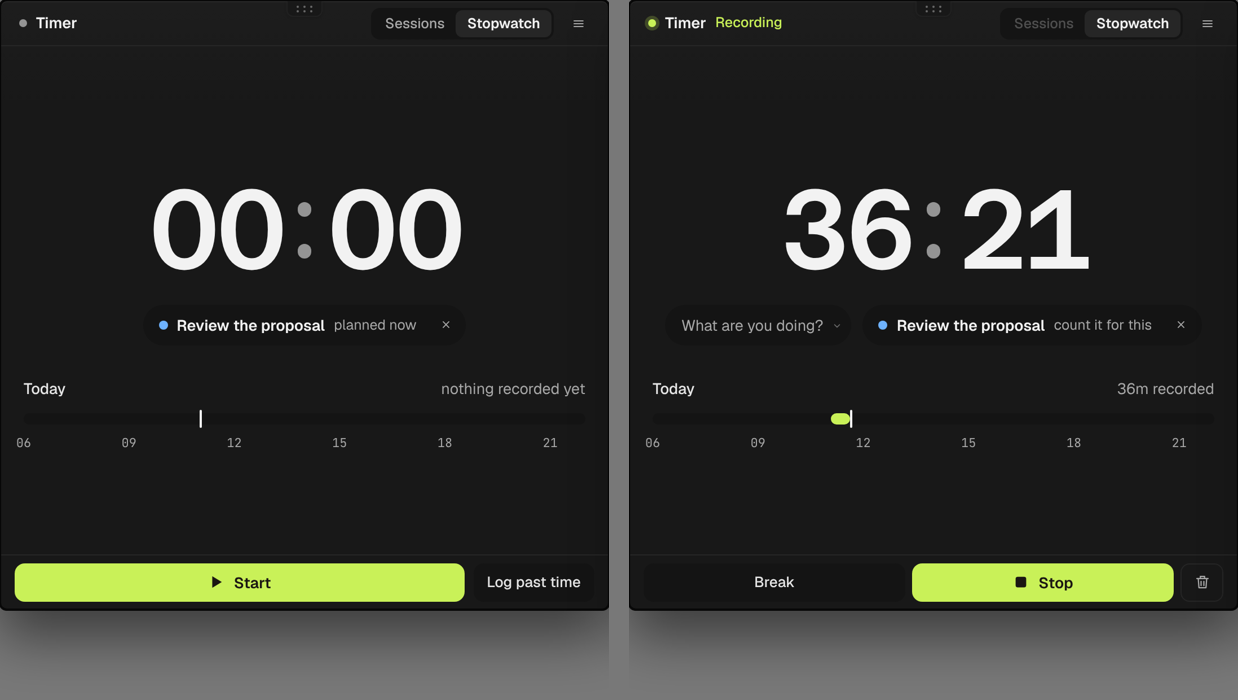 Timer
Sessions Stopwatch
00:00
Review the proposal planned now
Today nothing recorded yet
06 09 12 15 18 21
Start Log past time
Timer Recording
Sessions Stopwatch
36:21
What are you doing? Review the proposal count it for this
Today 36m recorded
06 09 12 15 18 21
Break Stop